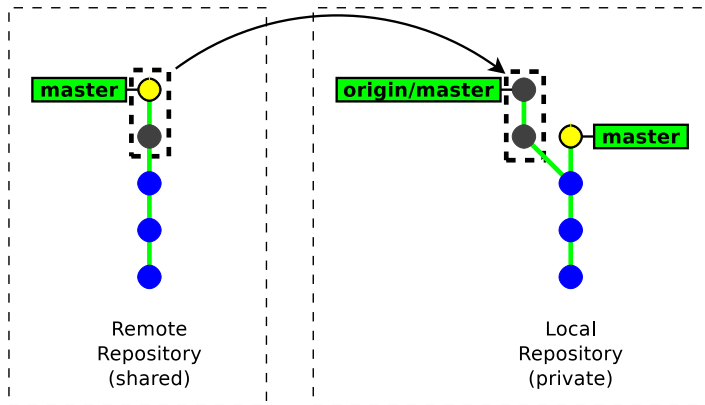 master
origin/master
master
Remote
Repository
(shared)
Local
Repository
(private)